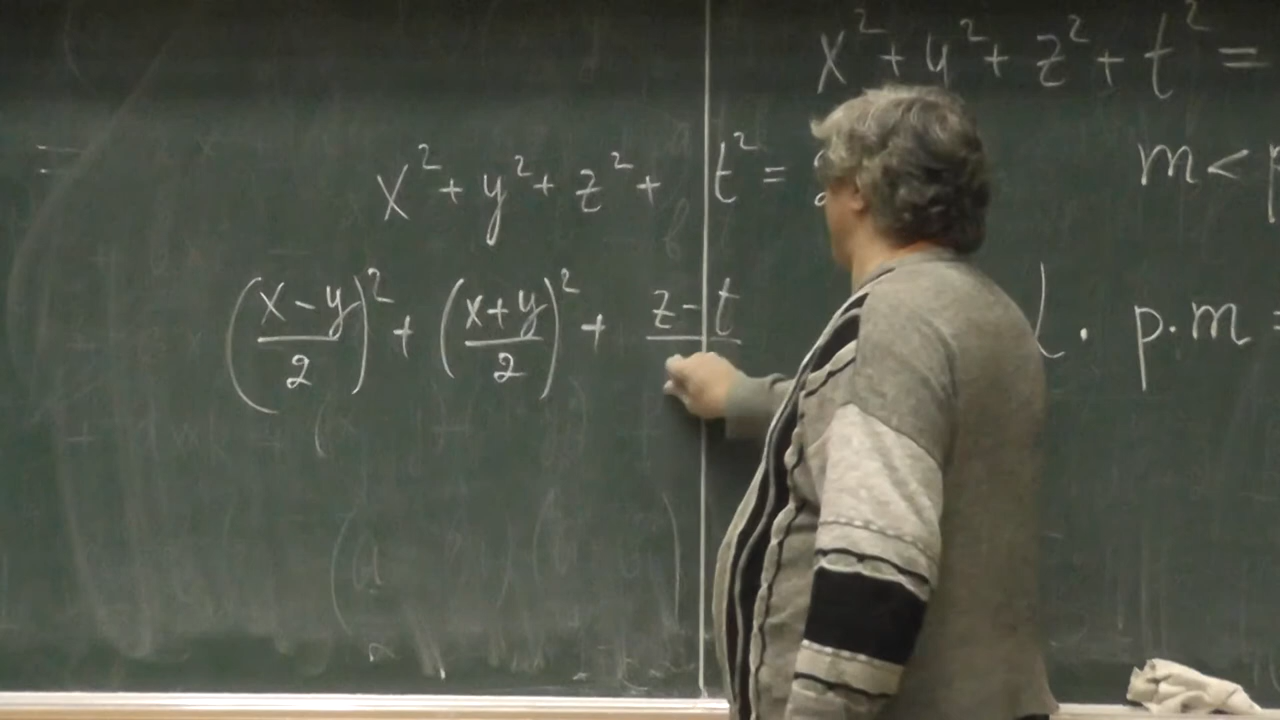 x² + y² + z² + t² =
m <
=
x² + y² + z² + t² =
(x-y/2)² + (x+y/2)² + z-t
p·m =